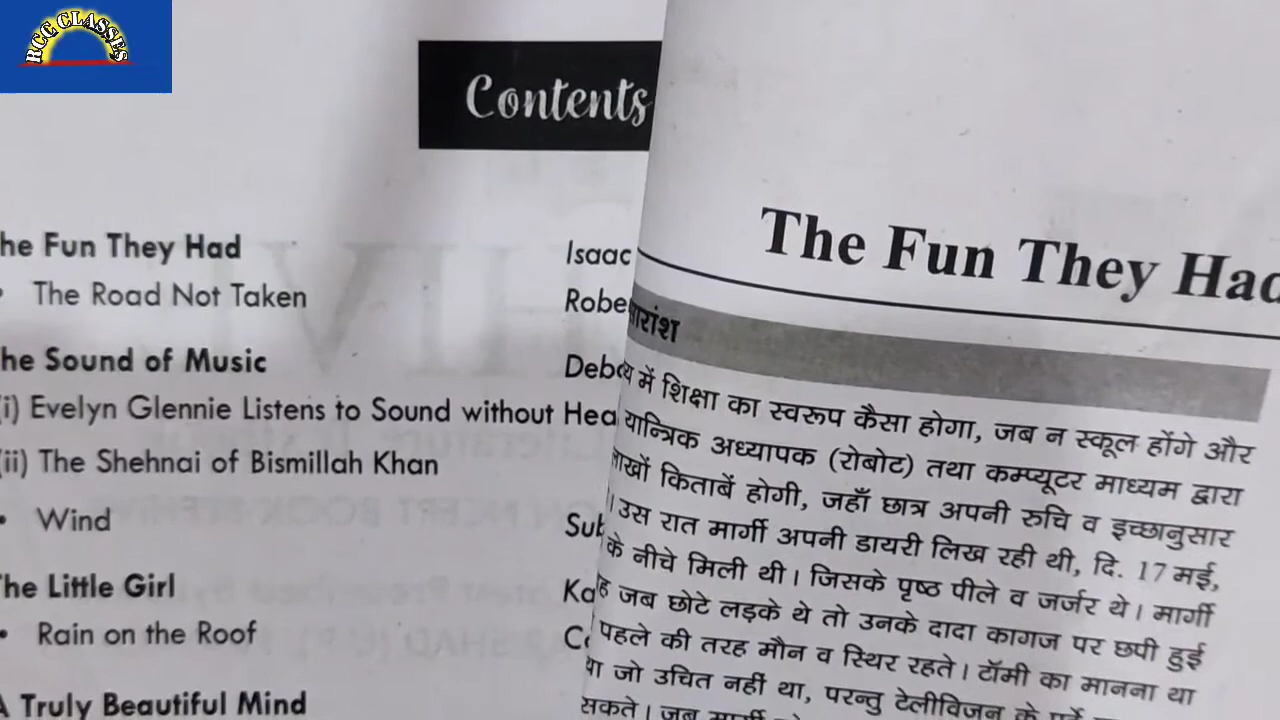 RCC CLASSES
Contents
he Fun They Had
Isaac
• The Road Not Taken
he Sound of Music
(i) Evelyn Glennie Listens to Sound without Hea
(ii) The Shehnai of Bismillah Khan
• Wind
he Little Girl
• Rain on the Roof
A Truly Beautiful Mind
The Fun They Had
सारांश
में शिक्षा का स्वरूप कैसा होगा, जब न स्कूल होंगे और
यान्त्रिक अध्यापक (रोबोट) तथा कम्प्यूटर माध्यम द्वारा
लाखों किताबें होगी, जहाँ छात्र अपनी रुचि व इच्छानुसार
। उस रात मार्गी अपनी डायरी लिख रही थी, दि. 17 मई,
के नीचे मिली थी। जिसके पृष्ठ पीले व जर्जर थे। मार्गी
जब छोटे लड़के थे तो उनके दादा कागज पर छपी हुई
पहले की तरह मौन व स्थिर रहते। टॉमी का मानना था
या जो उचित नहीं था, परन्तु टेलीविजन के पर्दे
सकते। जब मार्गी